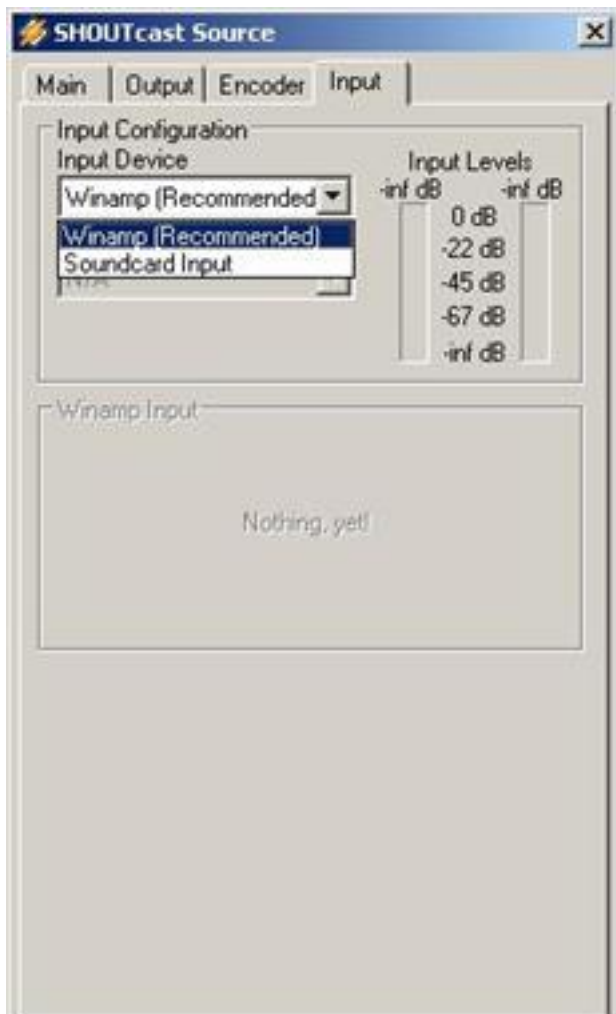 SHOUTcast Source
Main Output Encoder Input
Input Configuration
Input Device
Winamp (Recommended
Winamp (Recommended)
Soundcard Input
N/A
Input Levels
-inf dB -inf dB
0 dB
-22 dB
-45 dB
-67 dB
-inf dB
Winamp Input
Nothing, yet!